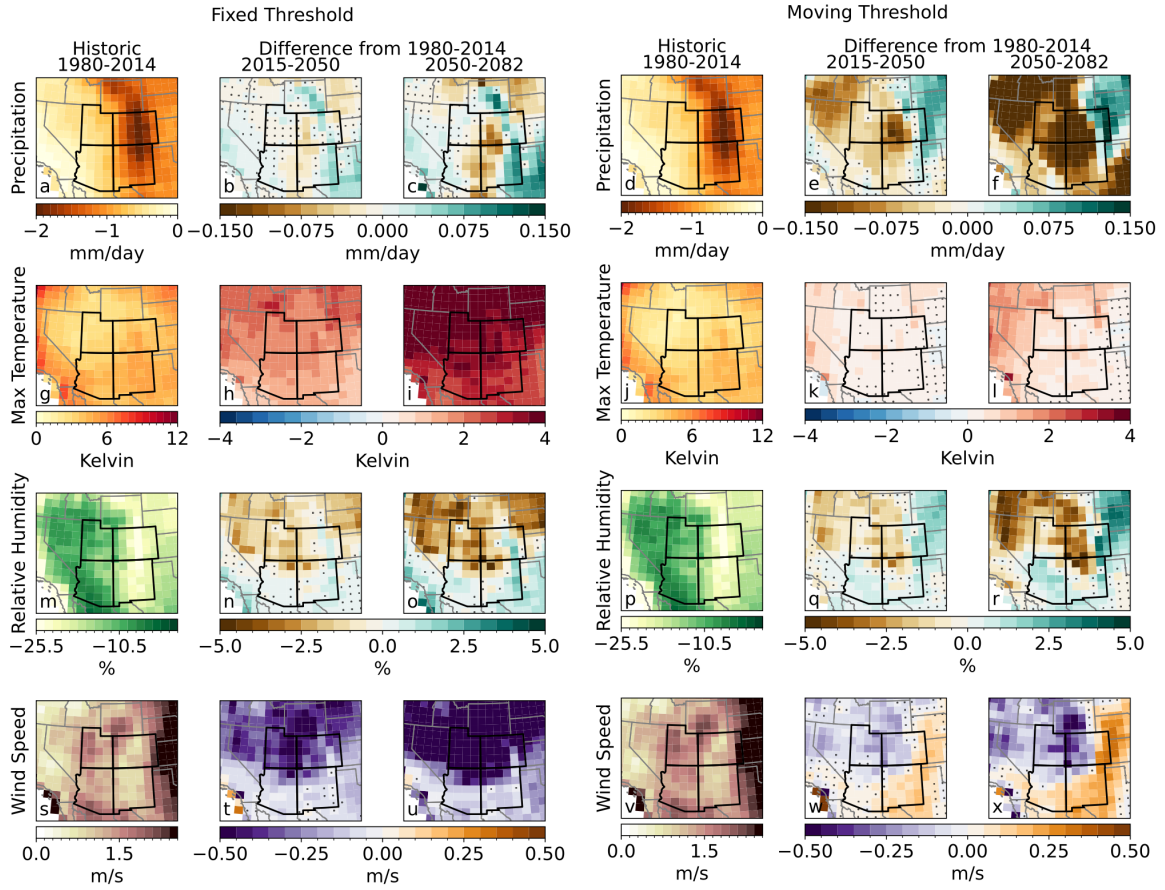 Fixed Threshold
Moving Threshold
Historic
1980-2014
Difference from 1980-2014
2015-2050
2050-2082
Historic
1980-2014
Difference from 1980-2014
2015-2050
2050-2082
Precipitation
a
b
c
Precipitation
d
e
f
−2
−1
0
−0.150
−0.075
0.000
0.075
0.150
−2
−1
0
−0.150
−0.075
0.000
0.075
0.150
mm/day
mm/day
mm/day
mm/day
Max Temperature
g
h
i
Max Temperature
j
k
l
0
6
12
−4
−2
0
2
4
0
6
12
−4
−2
0
2
4
Kelvin
Kelvin
Kelvin
Kelvin
Relative Humidity
m
n
o
Relative Humidity
p
q
r
−25.5
−10.5
−5.0
−2.5
0.0
2.5
5.0
−25.5
−10.5
−5.0
−2.5
0.0
2.5
5.0
%
%
%
%
Wind Speed
s
t
u
Wind Speed
v
w
x
0.0
1.5
−0.50
−0.25
0.00
0.25
0.50
0.0
1.5
−0.50
−0.25
0.00
0.25
0.50
m/s
m/s
m/s
m/s